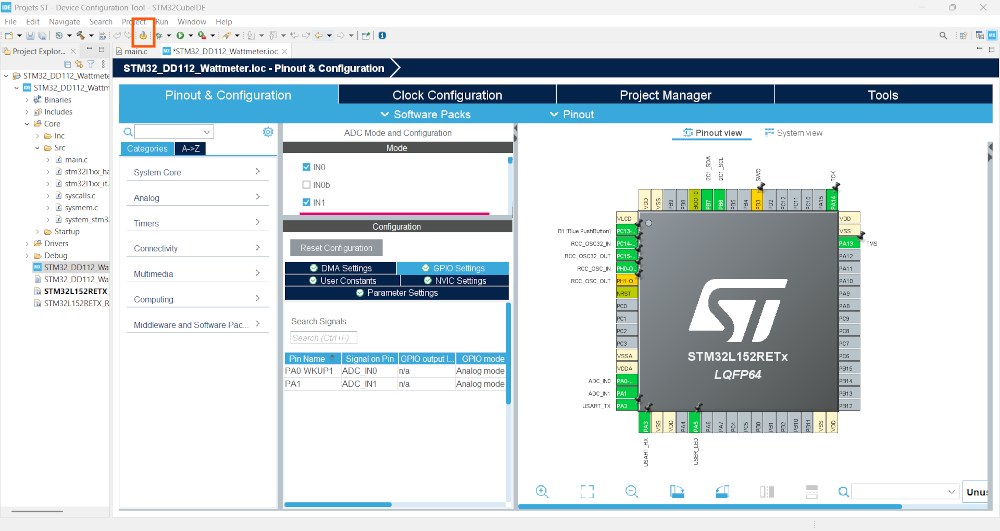 IDE Projets ST - Device Configuration Tool - STM32CubeIDE
File Edit Navigate Search Project Run Window Help
Project Explor...
main.c
*STM32_DD112_Wattmeter.ioc
STM32_DD112_Wattmeter.ioc - Pinout & Configuration
STM32_DD112_Wattmeter
STM32_DD112_Wattm
Binaries
Includes
Core
Inc
Src
main.c
stm32l1xx_ha
stm32l1xx_it.
syscalls.c
sysmem.c
system_stm3
Startup
Drivers
Debug
STM32_DD112_Wa
STM32_DD112_Wa
STM32L152RETX_
STM32L152RETX_R
Pinout & Configuration
Clock Configuration
Project Manager
Tools
Software Packs
Pinout
Categories
A->Z
System Core
Analog
Timers
Connectivity
Multimedia
Computing
Middleware and Software Pac...
ADC Mode and Configuration
Mode
IN0
IN0b
IN1
Configuration
Reset Configuration
DMA Settings
GPIO Settings
User Constants
NVIC Settings
Parameter Settings
Search Signals
Search (Ctrl+F)
Pin Name Signal on Pin GPIO output l... GPIO mode
PA0-WKUP1 ADC_IN0 n/a Analog mode
PA1 ADC_IN1 n/a Analog mode
Pinout view
System view
I2C1_SDA
I2C1_SCL
SWO
TCK
VDD
VSS
PB9
PB8
BOOT0
PB7
PB6
PB5
PB4
PB3
PD2
PC12
PC11
PC10
PA15
PA14
VLCD
B1 [Blue PushButton] PC13-..
RCC_OSC32_IN PC14-..
RCC_OSC32_OUT PC15-..
RCC_OSC_IN PH0-O..
RCC_OSC_OUT PH1-O..
NRST
PC0
PC1
PC2
PC3
VSSA
VDDA
ADC_IN0 PA0-..
ADC_IN1 PA1
USART_TX PA2
VDD
VSS
PA13 TMS
PA12
PA11
PA10
PA9
PA8
PC9
PC8
PC7
PC6
PB15
PB14
PB13
PB12
ST
STM32L152RETx
LQFP64
PA3
VSS
VDD
PA4
PA5
PA6
PA7
PC4
PC5
PB0
PB1
PB2
PB10
PB11
VSS
VDD
USART_RX
USER_LED
Unus